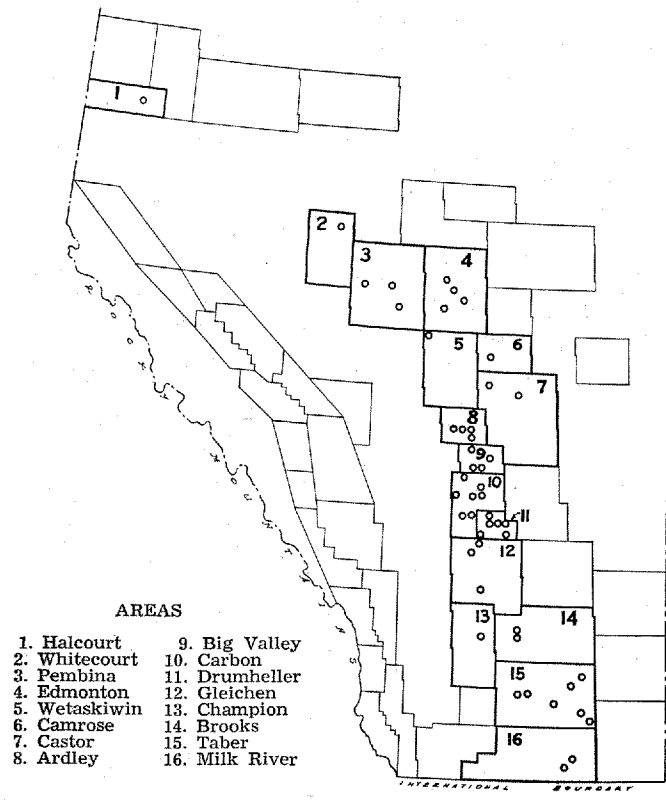 1
2
3
4
5
6
7
8
9
10
11
12
13
14
15
16
ROCKY
MOUNTAINS
AREAS
1. Halcourt
2. Whitecourt
3. Pembina
4. Edmonton
5. Wetaskiwin
6. Camrose
7. Castor
8. Ardley
9. Big Valley
10. Carbon
11. Drumheller
12. Gleichen
13. Champion
14. Brooks
15. Taber
16. Milk River
INTERNATIONAL BOUNDARY